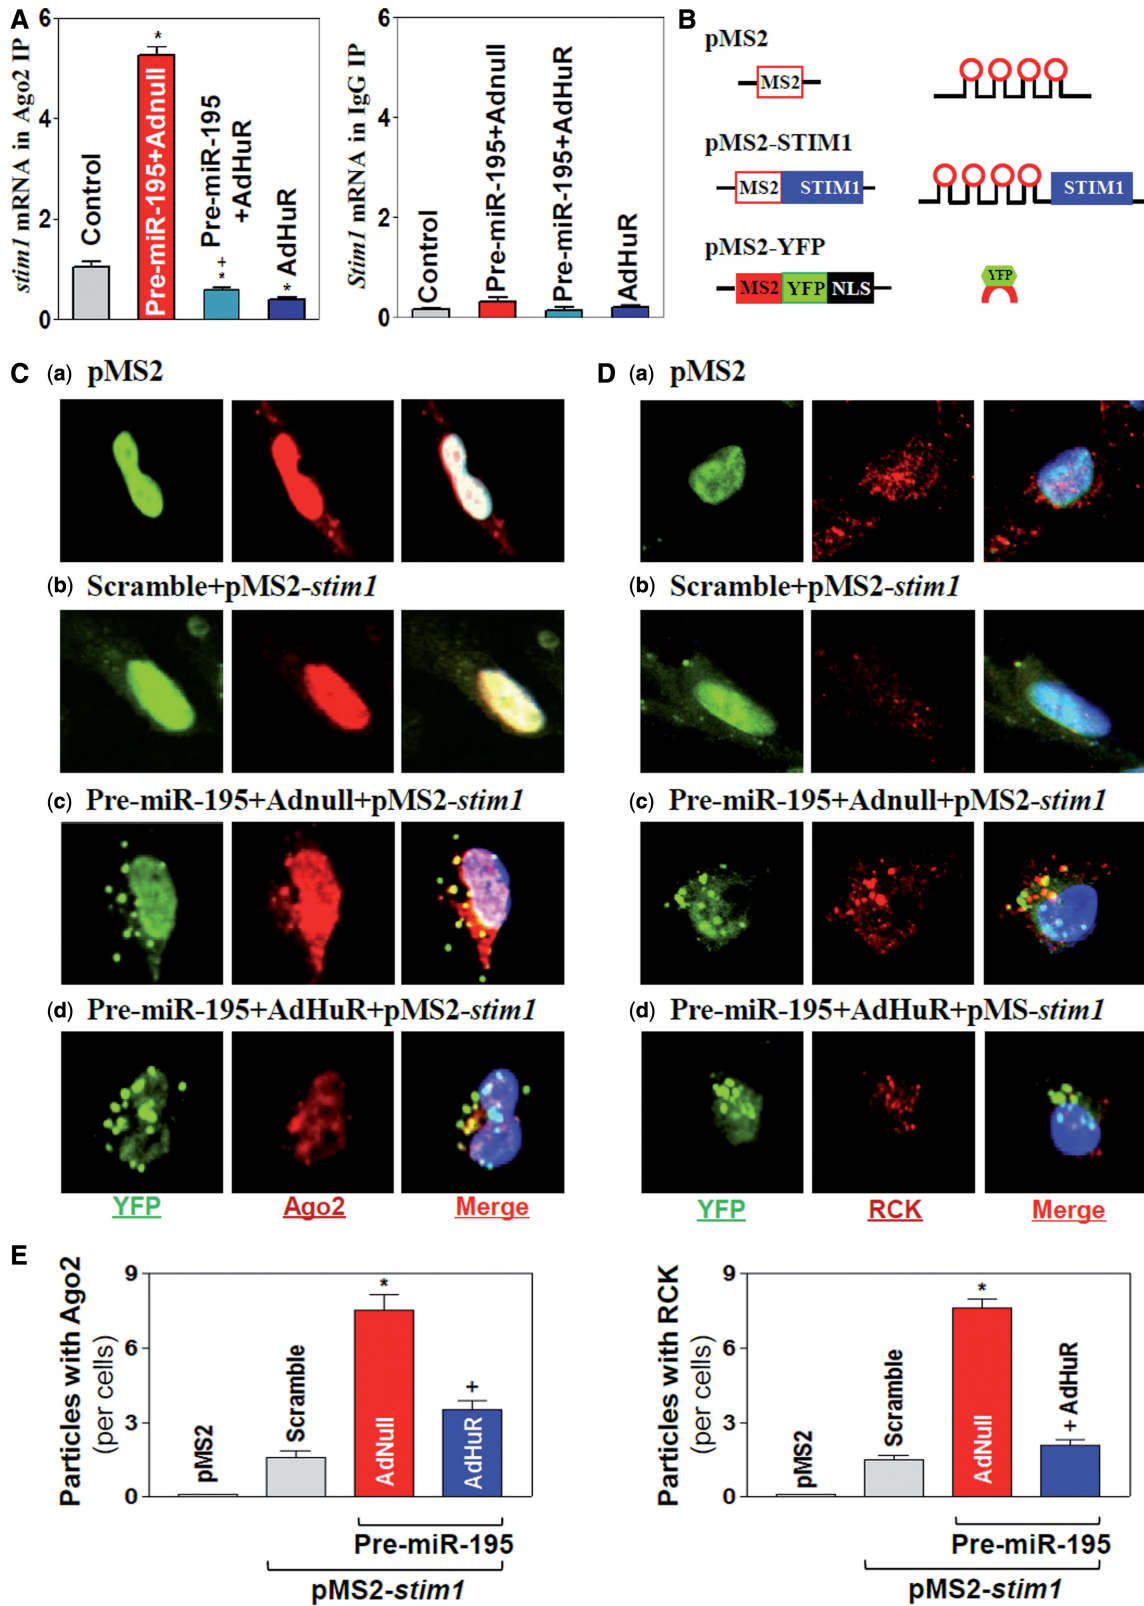 A
stim1 mRNA in Ago2 IP
6
4
2
0
Control
Pre-miR-195+Adnull
*
Pre-miR-195
+AdHuR
* +
AdHuR
*
Stim1 mRNA in IgG IP
6
4
2
0
Control
Pre-miR-195+Adnull
Pre-miR-195+AdHuR
AdHuR
B
pMS2
MS2
pMS2-STIM1
MS2 STIM1
STIM1
pMS2-YFP
MS2 YFP NLS
YFP
C (a) pMS2
(b) Scramble+pMS2-stim1
(c) Pre-miR-195+Adnull+pMS2-stim1
(d) Pre-miR-195+AdHuR+pMS2-stim1
YFP Ago2 Merge
D (a) pMS2
(b) Scramble+pMS2-stim1
(c) Pre-miR-195+Adnull+pMS2-stim1
(d) Pre-miR-195+AdHuR+pMS-stim1
YFP RCK Merge
E
Particles with Ago2
(per cells)
9
6
3
0
pMS2
Scramble
AdNull
*
AdHuR
+
Pre-miR-195
pMS2-stim1
Particles with RCK
(per cells)
9
6
3
0
pMS2
Scramble
AdNull
*
+ AdHuR
Pre-miR-195
pMS2-stim1